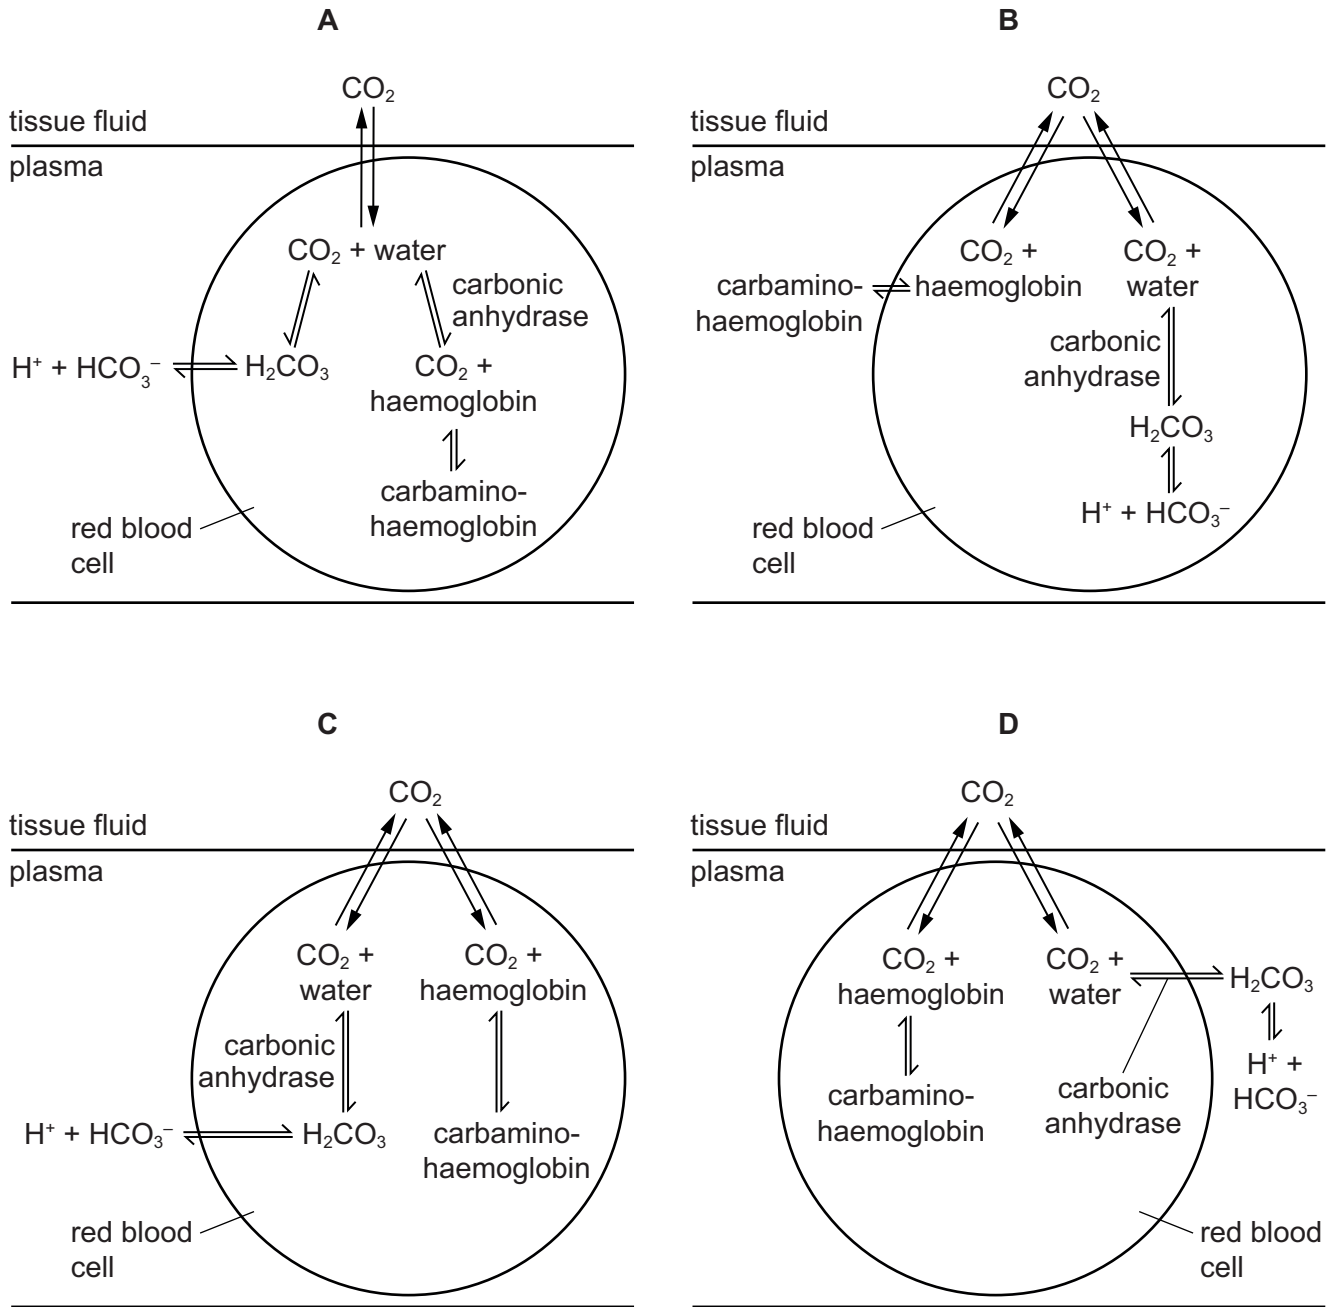 A
CO₂
tissue fluid
plasma
CO₂ + water
carbonic
anhydrase
H⁺ + HCO₃⁻
H₂CO₃
CO₂ +
haemoglobin
carbamino-
haemoglobin
red blood
cell
B
CO₂
tissue fluid
plasma
CO₂ +
haemoglobin
CO₂ +
water
carbamino-
haemoglobin
carbonic
anhydrase
H₂CO₃
H⁺ + HCO₃⁻
red blood
cell
C
CO₂
tissue fluid
plasma
CO₂ +
water
CO₂ +
haemoglobin
carbonic
anhydrase
H⁺ + HCO₃⁻
H₂CO₃
carbamino-
haemoglobin
red blood
cell
D
CO₂
tissue fluid
plasma
CO₂ +
haemoglobin
CO₂ +
water
H₂CO₃
H⁺ +
HCO₃⁻
carbamino-
haemoglobin
carbonic
anhydrase
red blood
cell